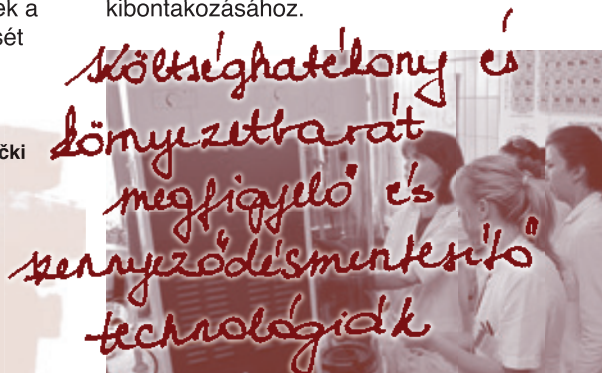 ek a
sét
čki
kibontakozásához.
költséghatékony és
környezetbarát
megfigyelő és
szennyeződésmentesítő
technológiák